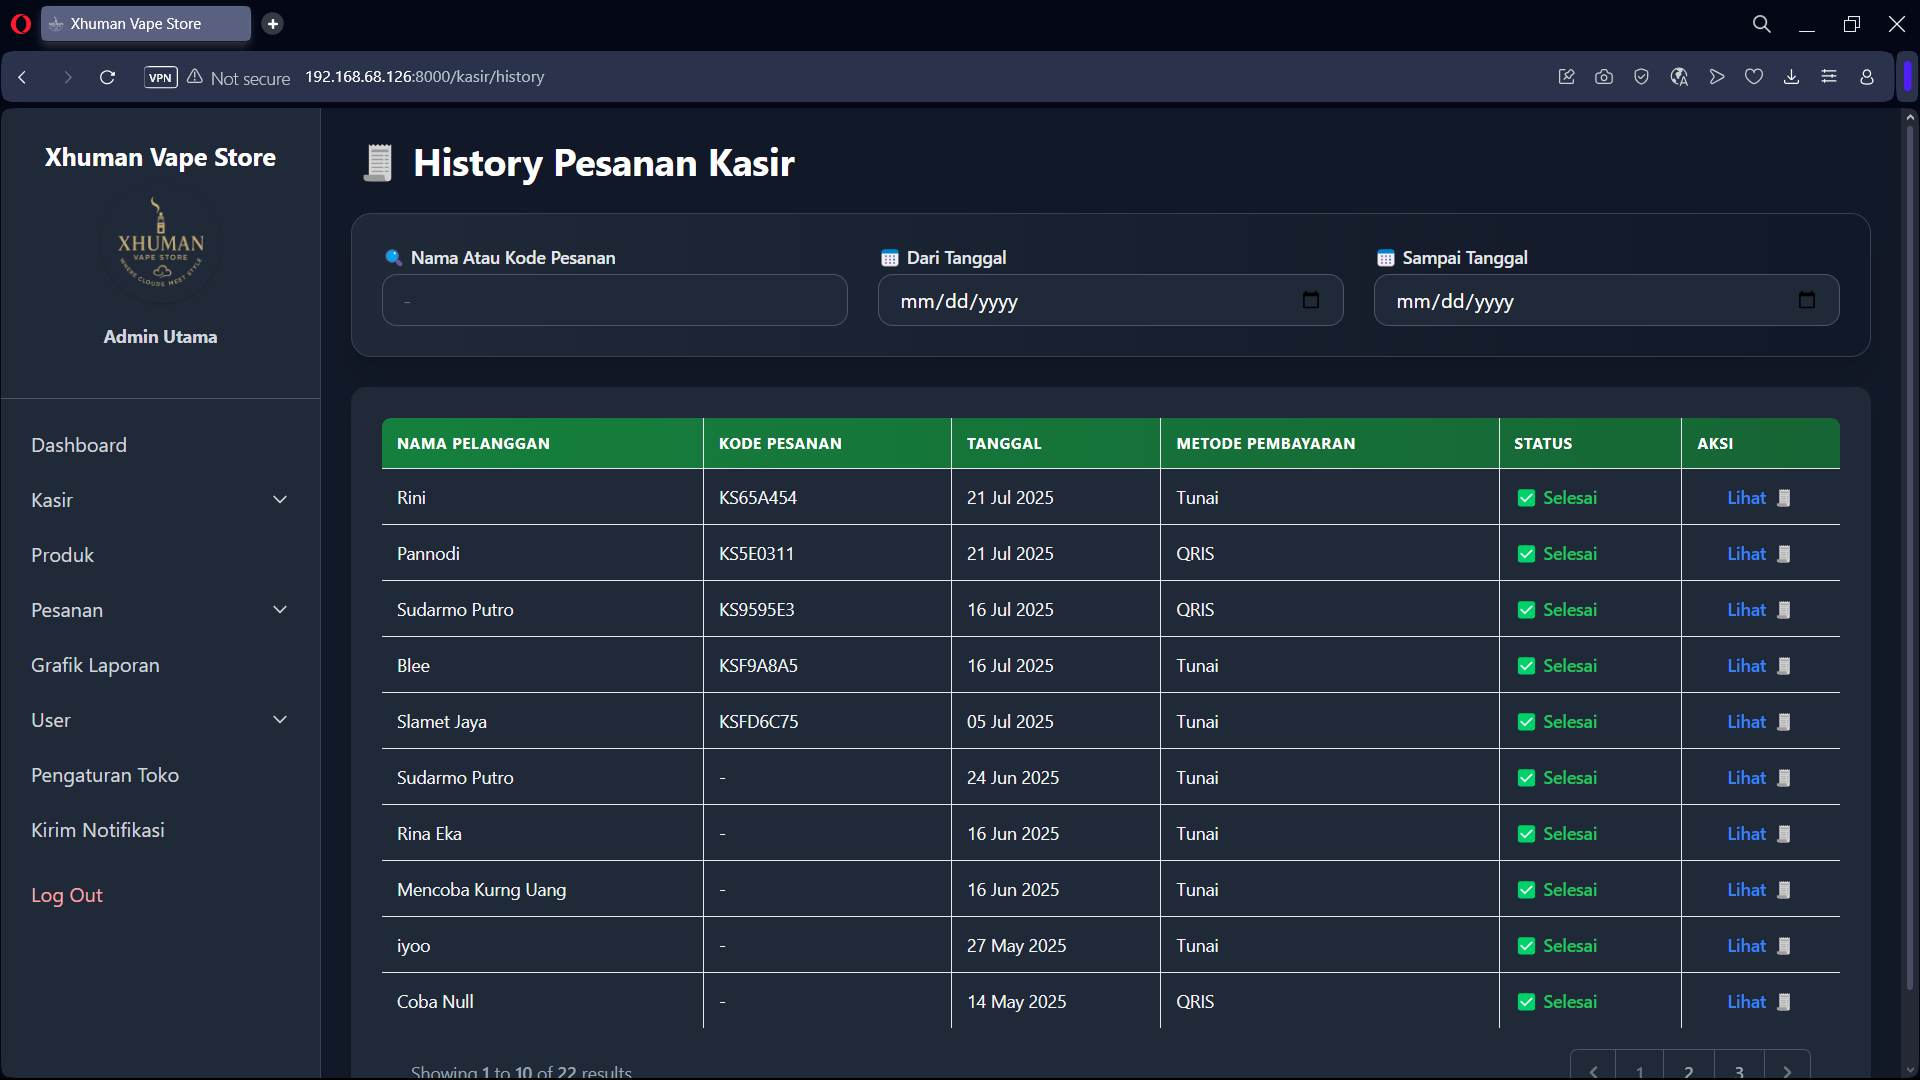 Xhuman Vape Store
VPN Not secure 192.168.68.126:8000/kasir/history
Xhuman Vape Store
XHUMAN
VAPE STORE
WHERE CLOUDS MEET STYLE
Admin Utama
Dashboard
Kasir
Produk
Pesanan
Grafik Laporan
User
Pengaturan Toko
Kirim Notifikasi
Log Out
History Pesanan Kasir
Nama Atau Kode Pesanan Dari Tanggal Sampai Tanggal
- mm/dd/yyyy mm/dd/yyyy
NAMA PELANGGAN KODE PESANAN TANGGAL METODE PEMBAYARAN STATUS AKSI
Rini KS65A454 21 Jul 2025 Tunai Selesai Lihat
Pannodi KS5E0311 21 Jul 2025 QRIS Selesai Lihat
Sudarmo Putro KS9595E3 16 Jul 2025 QRIS Selesai Lihat
Blee KSF9A8A5 16 Jul 2025 Tunai Selesai Lihat
Slamet Jaya KSFD6C75 05 Jul 2025 Tunai Selesai Lihat
Sudarmo Putro - 24 Jun 2025 Tunai Selesai Lihat
Rina Eka - 16 Jun 2025 Tunai Selesai Lihat
Mencoba Kurng Uang - 16 Jun 2025 Tunai Selesai Lihat
iyoo - 27 May 2025 Tunai Selesai Lihat
Coba Null - 14 May 2025 QRIS Selesai Lihat
Showing 1 to 10 of 22 results 1 2 3